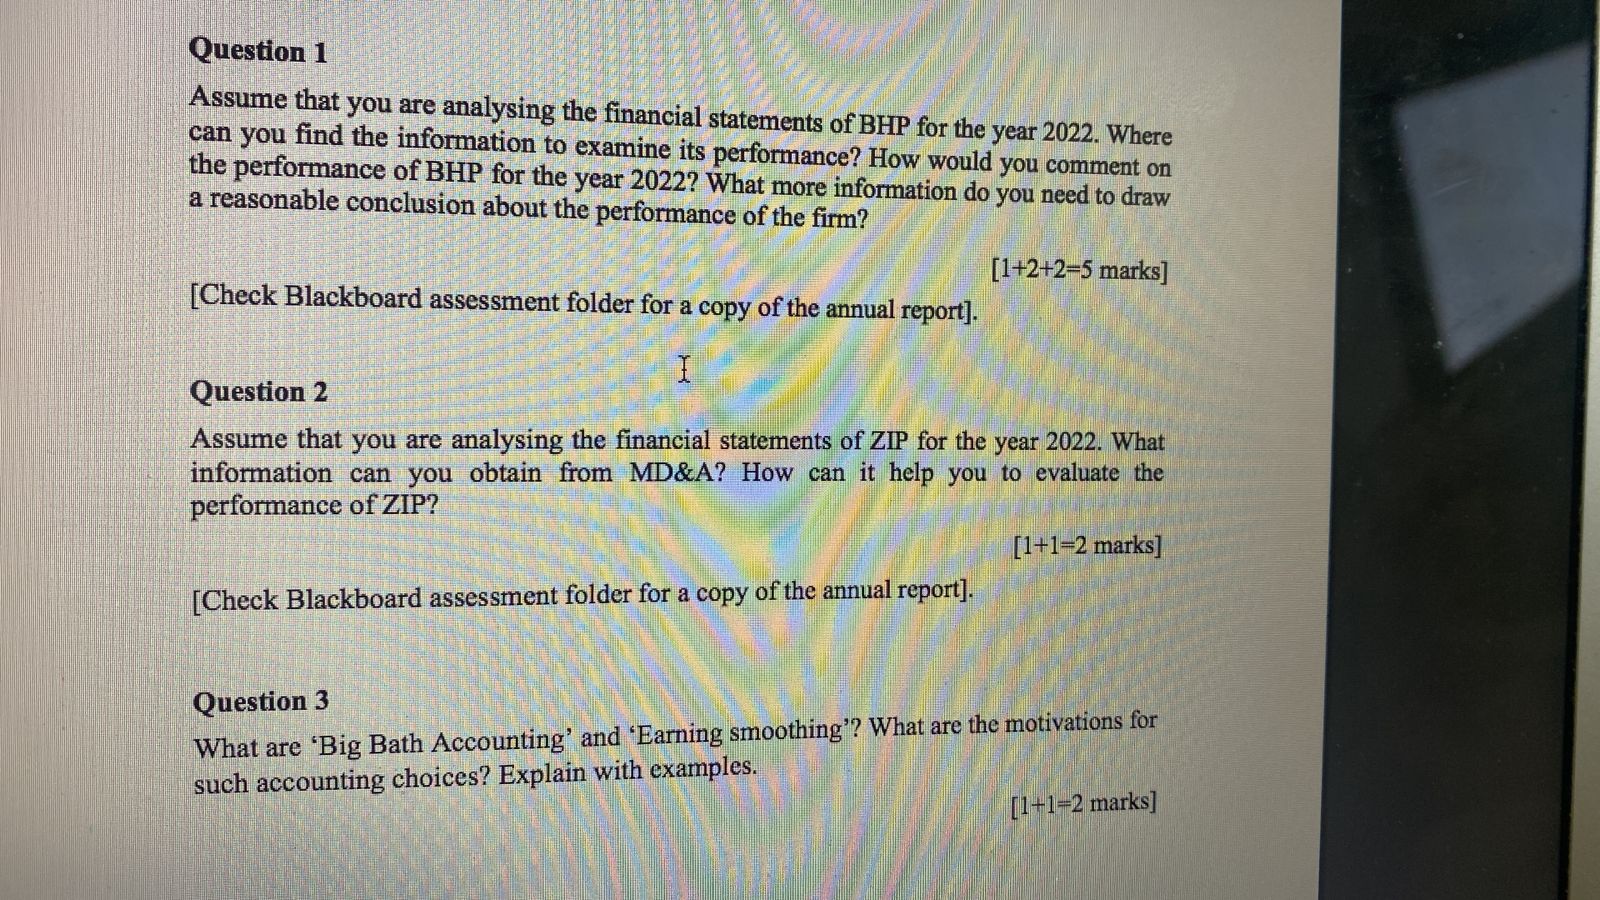 Question 1
Assume that you are analysing the financial statements of BHP for the year 2022. Where
can you find the information to examine its performance? How would you comment on
the performance of BHP for the year 2022? What more information do you need to draw
a reasonable conclusion about the performance of the firm?
[1+2+2=5 marks]
[Check Blackboard assessment folder for a copy of the annual report].
Question 2
Assume that you are analysing the financial statements of ZIP for the year 2022. What
information can you obtain from MD&A? How can it help you to evaluate the
performance of ZIP?
[1+1=2 marks]
[Check Blackboard assessment folder for a copy of the annual report].
Question 3
What are ‘Big Bath Accounting’ and ‘Earning smoothing’? What are the motivations for
such accounting choices? Explain with examples.
[1+1=2 marks]